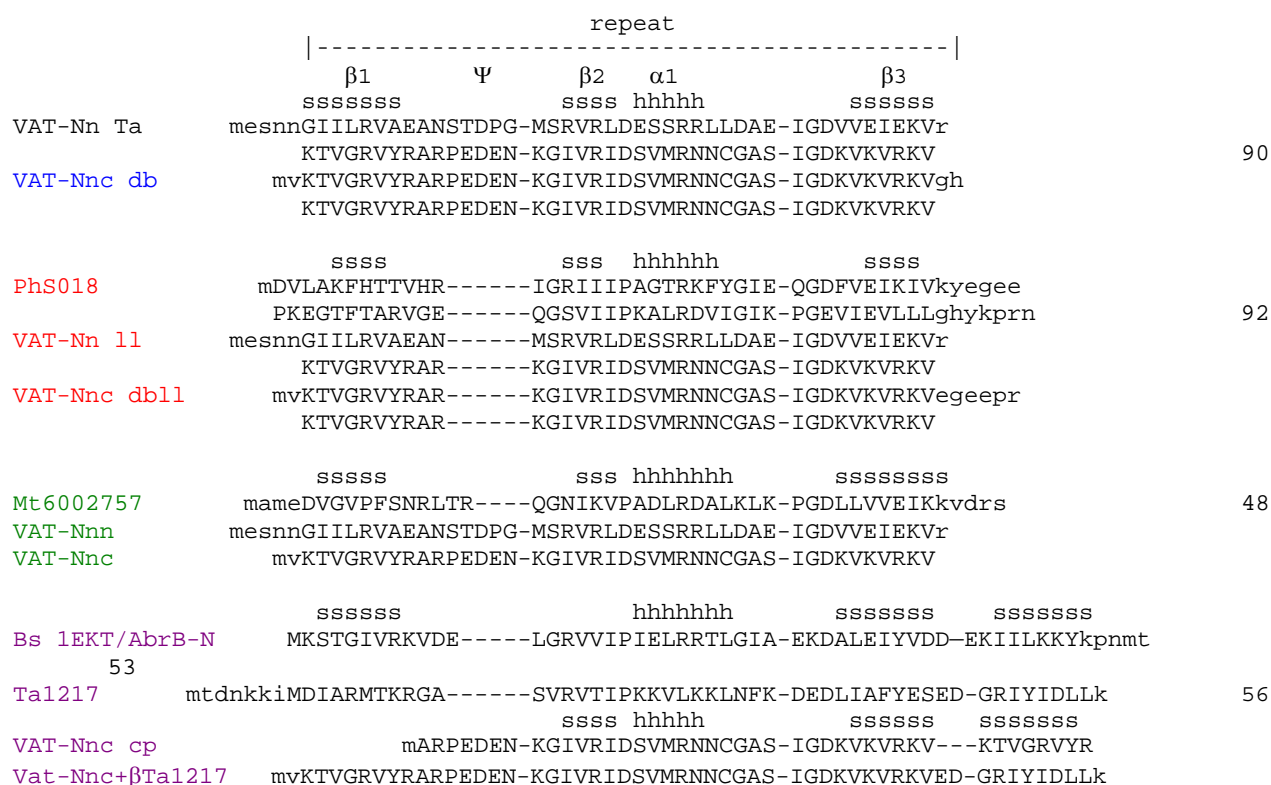 repeat
|-------------------------------------------|
β1 Ψ β2 α1 β3
sssssss ssss hhhhh ssssss
VAT-Nn Ta mesnnGIILRVAEANSTDPG-MSRVRLDESSRRLLDAE-IGDVVEIEKVr
KTVGRVYRARPEDEN-KGIVRIDSVMRNNCGAS-IGDKVKVRKV 90
VAT-Nnc db mvKTVGRVYRARPEDEN-KGIVRIDSVMRNNCGAS-IGDKVKVRKVgh
KTVGRVYRARPEDEN-KGIVRIDSVMRNNCGAS-IGDKVKVRKV
ssss sss hhhhhh ssss
PhS018 mDVLAKFHTTVHR------IGRIIIPAGTRKFYGIE-QGDFVEIKIVkyegee
PKEGTFTARVGE------QGSVIIPKALRDVIGIK-PGEVIEVLLLghykprn 92
VAT-Nn ll mesnnGIILRVAEAN------MSRVRLDESSRRLLDAE-IGDVVEIEKVr
KTVGRVYRAR------KGIVRIDSVMRNNCGAS-IGDKVKVRKV
VAT-Nnc dbll mvKTVGRVYRAR------KGIVRIDSVMRNNCGAS-IGDKVKVRKVegeepr
KTVGRVYRAR------KGIVRIDSVMRNNCGAS-IGDKVKVRKV
sssss sss hhhhhhh ssssssss
Mt6002757 mameDVGVPFSNRLTR----QGNIKVPADLRDALKLK-PGDLLVVEIKkvdrs 48
VAT-Nnn mesnnGIILRVAEANSTDPG-MSRVRLDESSRRLLDAE-IGDVVEIEKVr
VAT-Nnc mvKTVGRVYRARPEDEN-KGIVRIDSVMRNNCGAS-IGDKVKVRKV
ssssss hhhhhhh sssssss sssssss
Bs 1EKT/AbrB-N MKSTGIVRKVDE-----LGRVVIPIELRRTLGIA-EKDALEIYVDD–EKIILKKYkpnmt
53
Ta1217 mtdnkkiMDIARMTKRGA------SVRVTIPKKVLKKLNFK-DEDLIAFYESED-GRIYIDLLk 56
ssss hhhhh ssssss sssssss
VAT-Nnc cp mARPEDEN-KGIVRIDSVMRNNCGAS-IGDKVKVRKV---KTVGRVYR
Vat-Nnc+βTa1217 mvKTVGRVYRARPEDEN-KGIVRIDSVMRNNCGAS-IGDKVKVRKVED-GRIYIDLLk